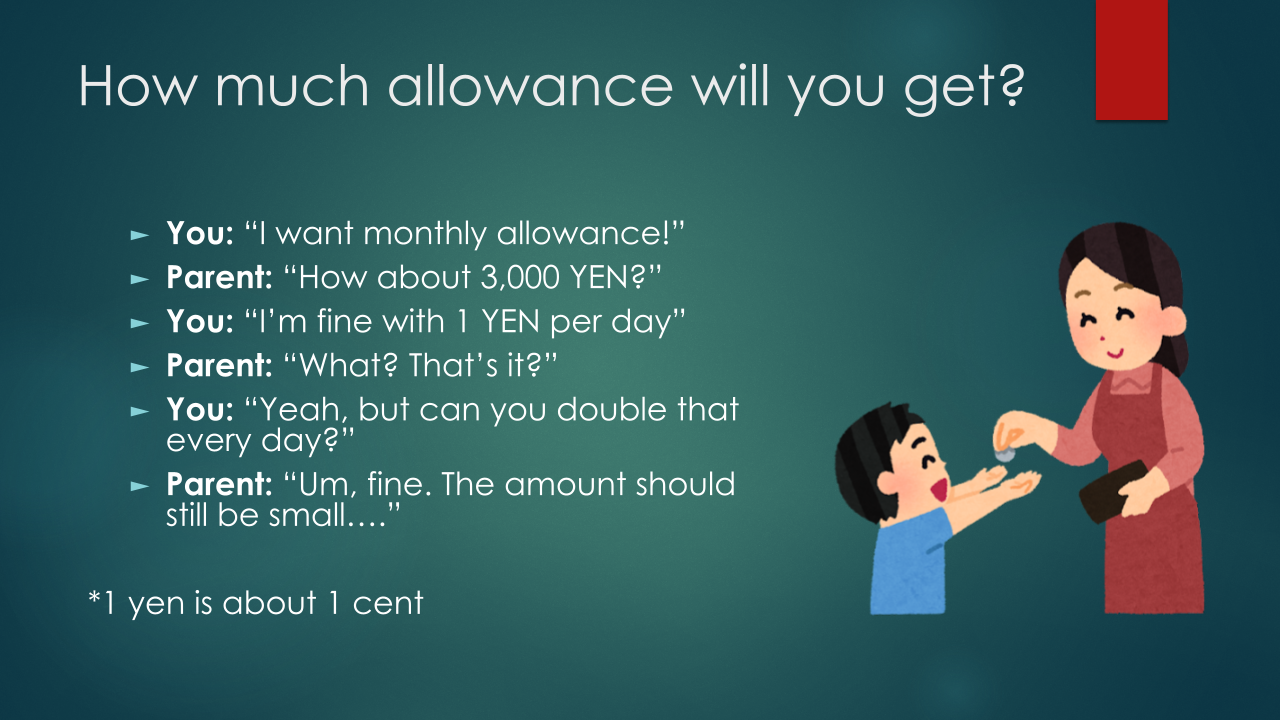 How much allowance will you get?
► You: “I want monthly allowance!”
► Parent: “How about 3,000 YEN?”
► You: “I’m fine with 1 YEN per day”
► Parent: “What? That’s it?”
► You: “Yeah, but can you double that
every day?”
► Parent: “Um, fine. The amount should
still be small….”
*1 yen is about 1 cent